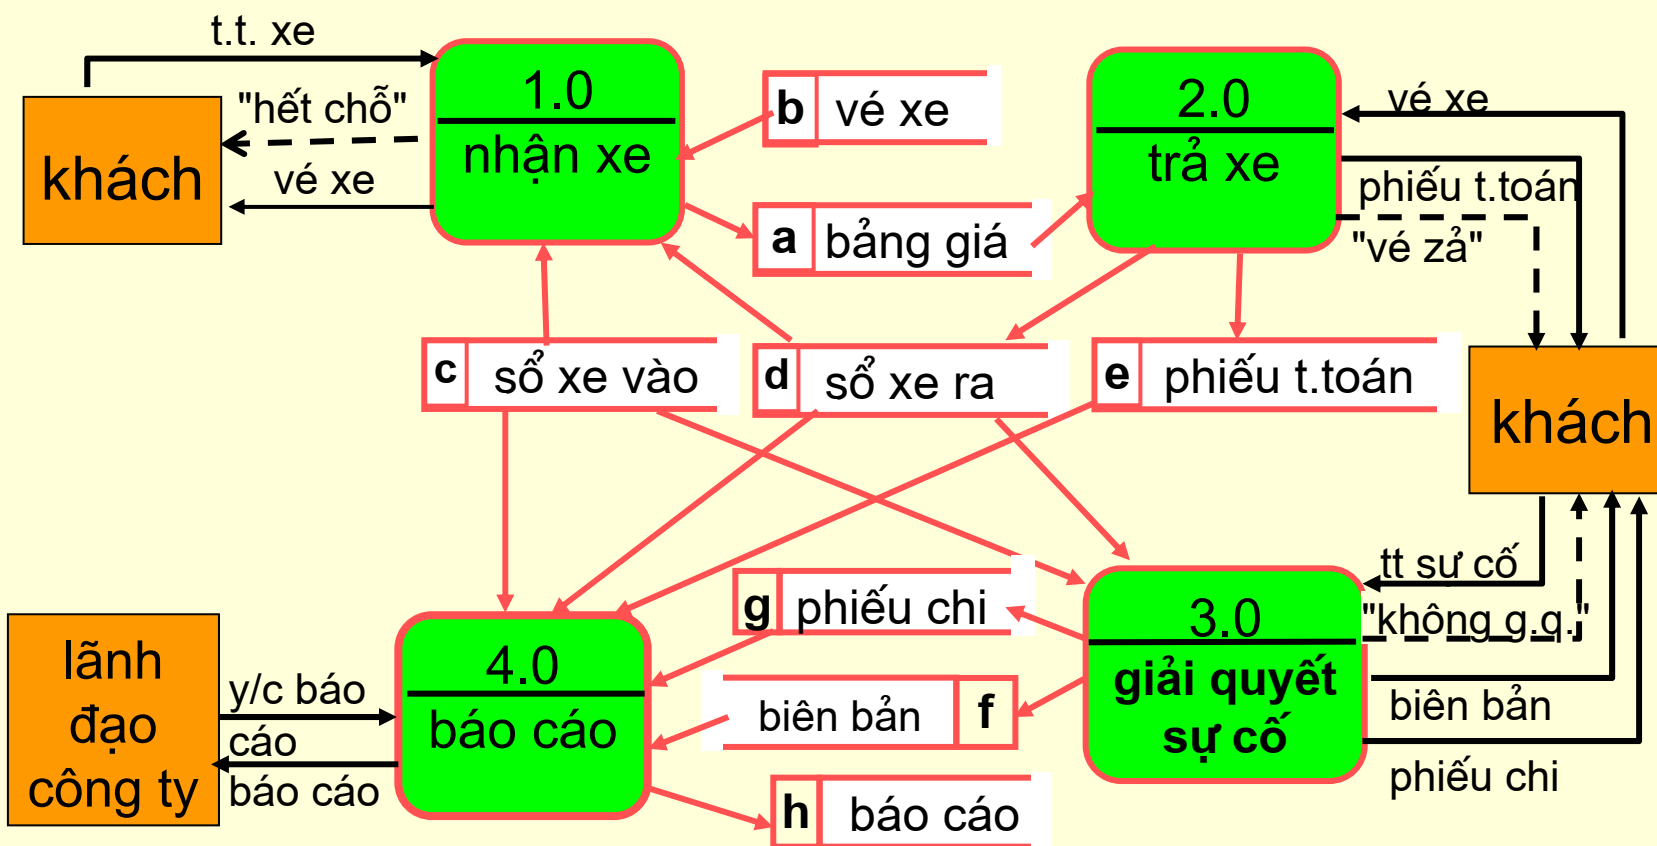 t.t. xe
"hết chỗ"
khách
vé xe
1.0
nhận xe
b vé xe
a bảng giá
2.0
trả xe
vé xe
phiếu t.toán
"vé zả"
c sổ xe vào
d sổ xe ra
e phiếu t.toán
khách
tt sự cố
"không g.q."
biên bản
phiếu chi
3.0
giải quyết
sự cố
g phiếu chi
biên bản f
h báo cáo
4.0
báo cáo
lãnh
đạo
công ty
y/c báo
cáo
báo cáo